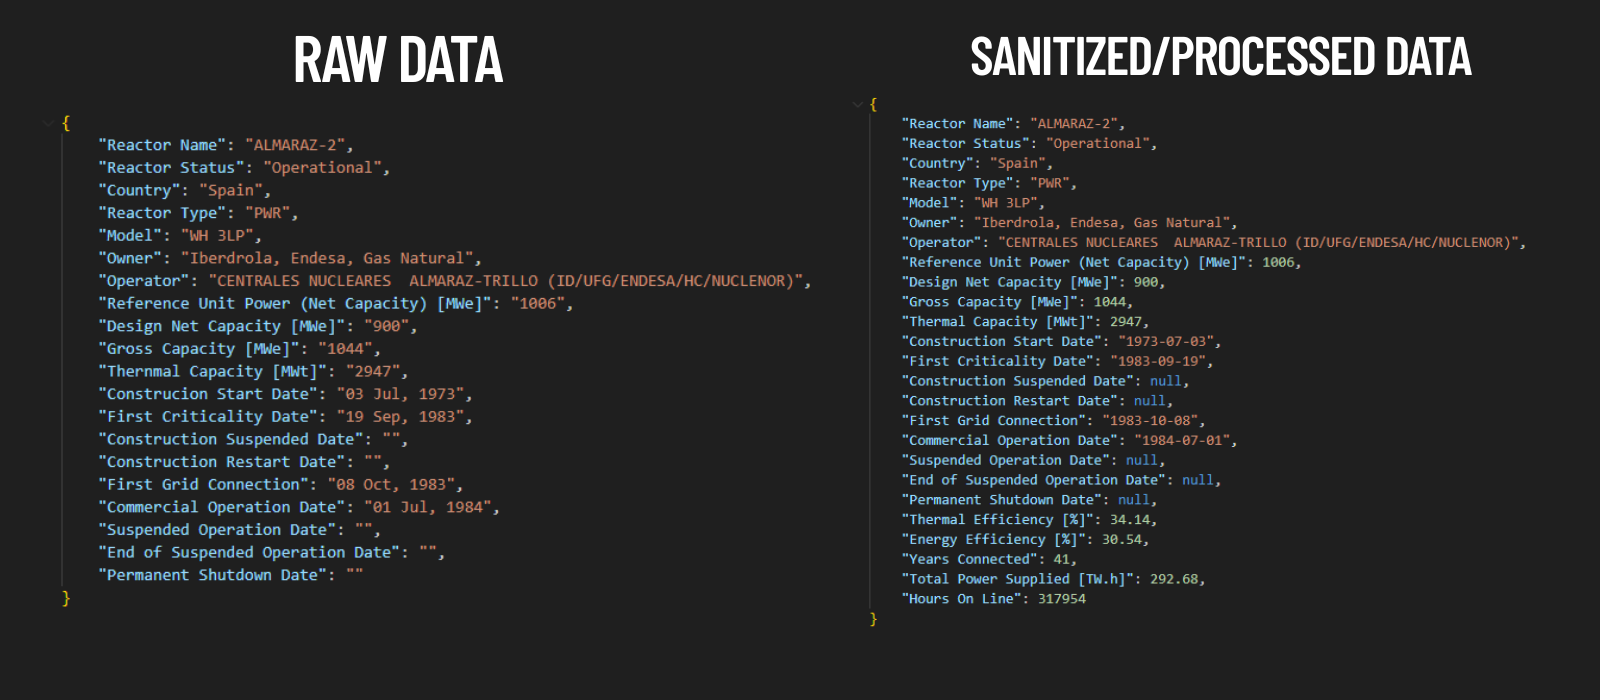 RAW DATA
{
"Reactor Name": "ALMARAZ-2",
"Reactor Status": "Operational",
"Country": "Spain",
"Reactor Type": "PWR",
"Model": "WH 3LP",
"Owner": "Iberdrola, Endesa, Gas Natural",
"Operator": "CENTRALES NUCLEARES  ALMARAZ-TRILLO (ID/UFG/ENDESA/HC/NUCLENOR)",
"Reference Unit Power (Net Capacity) [MWe]": "1006",
"Design Net Capacity [MWe]": "900",
"Gross Capacity [MWe]": "1044",
"Thernmal Capacity [MWt]": "2947",
"Construcion Start Date": "03 Jul, 1973",
"First Criticality Date": "19 Sep, 1983",
"Construction Suspended Date": "",
"Construction Restart Date": "",
"First Grid Connection": "08 Oct, 1983",
"Commercial Operation Date": "01 Jul, 1984",
"Suspended Operation Date": "",
"End of Suspended Operation Date": "",
"Permanent Shutdown Date": ""
}
SANITIZED/PROCESSED DATA
{
"Reactor Name": "ALMARAZ-2",
"Reactor Status": "Operational",
"Country": "Spain",
"Reactor Type": "PWR",
"Model": "WH 3LP",
"Owner": "Iberdrola, Endesa, Gas Natural",
"Operator": "CENTRALES NUCLEARES  ALMARAZ-TRILLO (ID/UFG/ENDESA/HC/NUCLENOR)",
"Reference Unit Power (Net Capacity) [MWe]": 1006,
"Design Net Capacity [MWe]": 900,
"Gross Capacity [MWe]": 1044,
"Thermal Capacity [MWt]": 2947,
"Construction Start Date": "1973-07-03",
"First Criticality Date": "1983-09-19",
"Construction Suspended Date": null,
"Construction Restart Date": null,
"First Grid Connection": "1983-10-08",
"Commercial Operation Date": "1984-07-01",
"Suspended Operation Date": null,
"End of Suspended Operation Date": null,
"Permanent Shutdown Date": null,
"Thermal Efficiency [%]": 34.14,
"Energy Efficiency [%]": 30.54,
"Years Connected": 41,
"Total Power Supplied [TW.h]": 292.68,
"Hours On Line": 317954
}